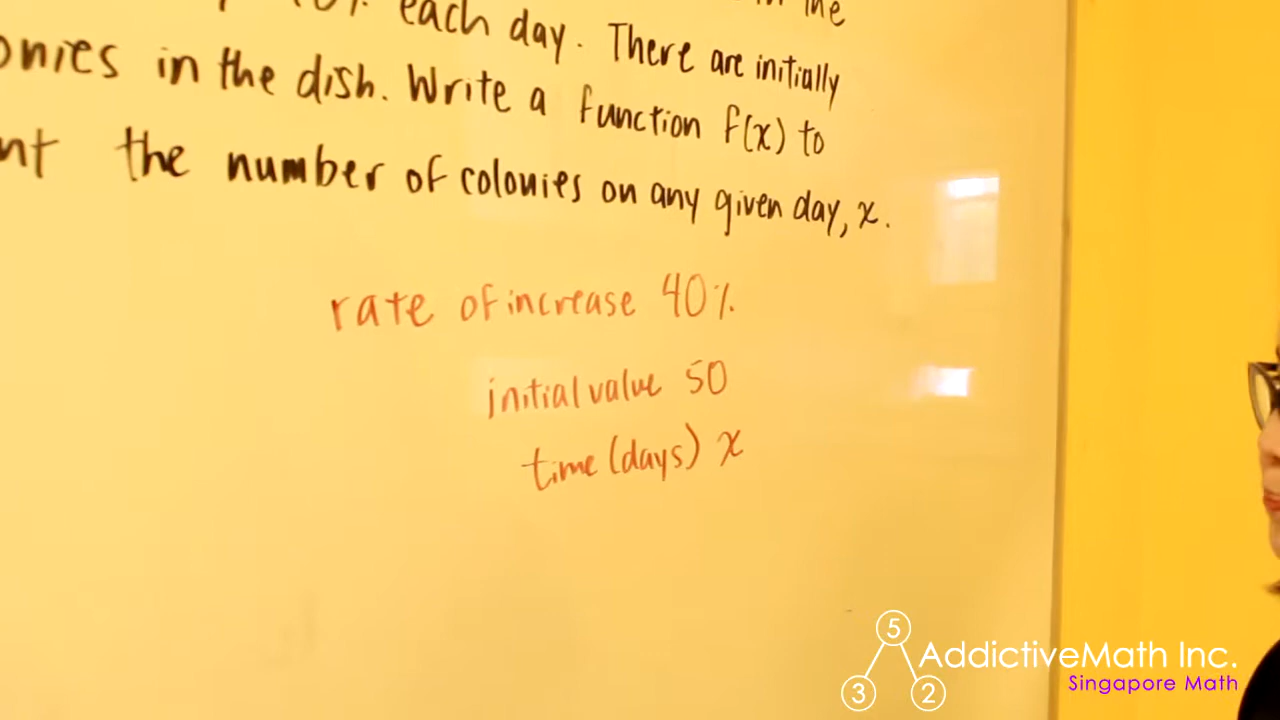 each day. There are initially
in the dish. Write a function f(x) to
the number of colonies on any given day, x.
rate of increase 40%
initial value 50
time (days) x
5
3 2
AddictiveMath Inc.
Singapore Math